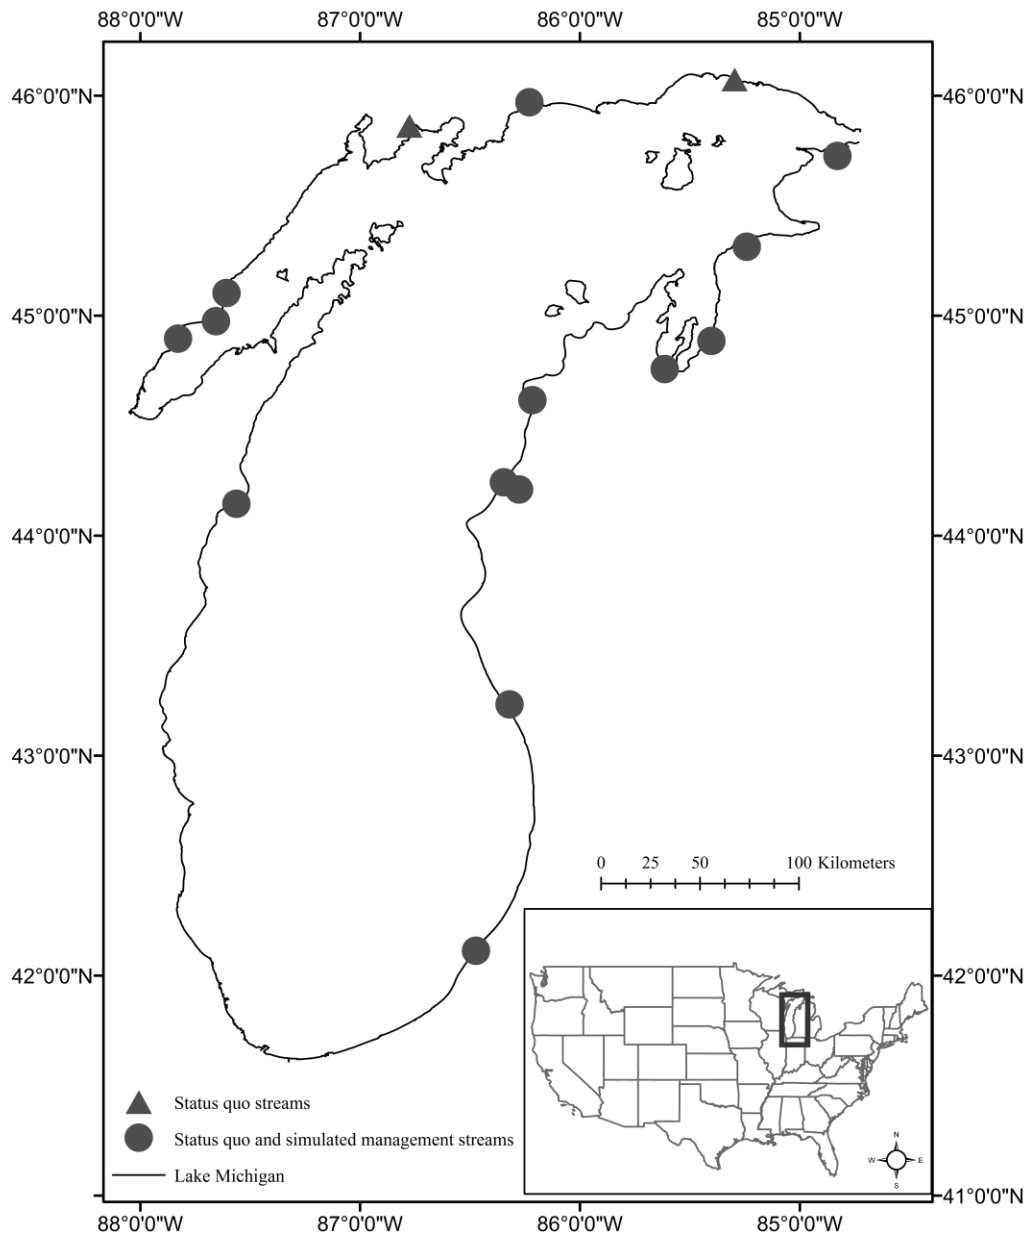 88°0'0"W 87°0'0"W 86°0'0"W 85°0'0"W
46°0'0"N 46°0'0"N
45°0'0"N 45°0'0"N
44°0'0"N 44°0'0"N
43°0'0"N 43°0'0"N
0 25 50 100 Kilometers
42°0'0"N 42°0'0"N
Status quo streams
Status quo and simulated management streams
Lake Michigan
N
W E
S
41°0'0"N
88°0'0"W 87°0'0"W 86°0'0"W 85°0'0"W